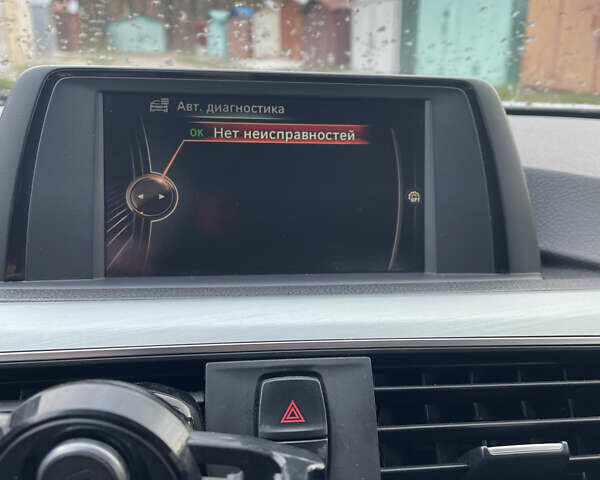 Авт. диагностика
OK Нет неисправностей